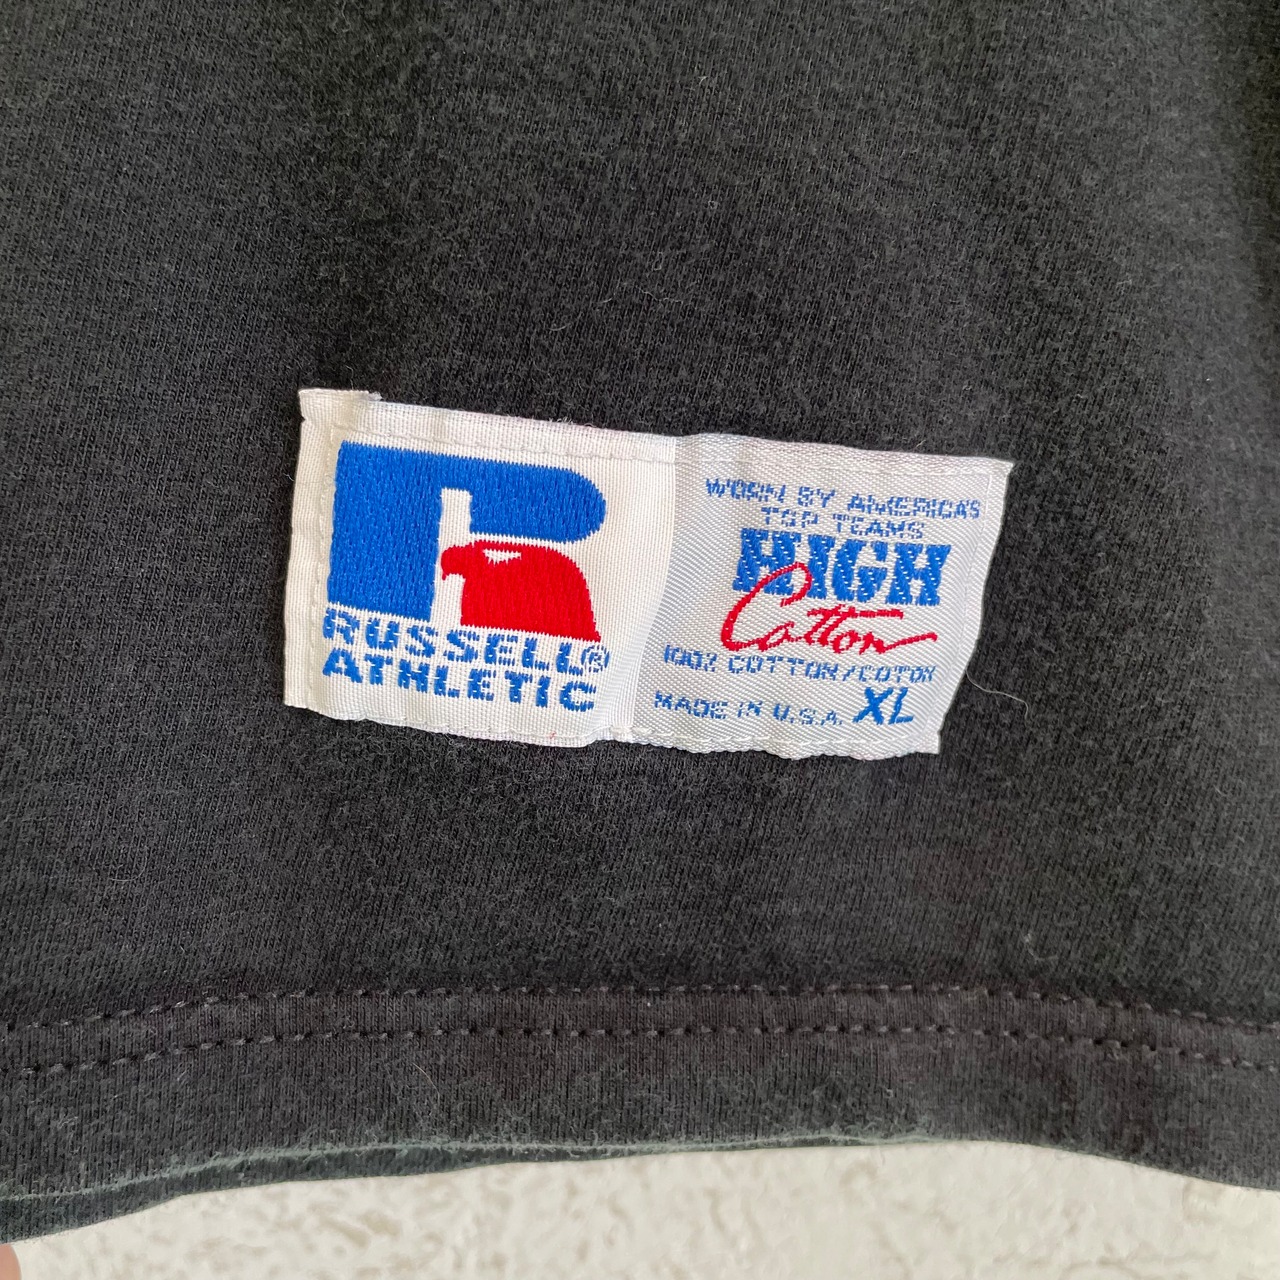 RUSSELL®
ATHLETIC
WORN BY AMERICA'S
TOP TEAMS
HIGH
Cotton
100% COTTON/COTON
MADE IN U.S.A. XL